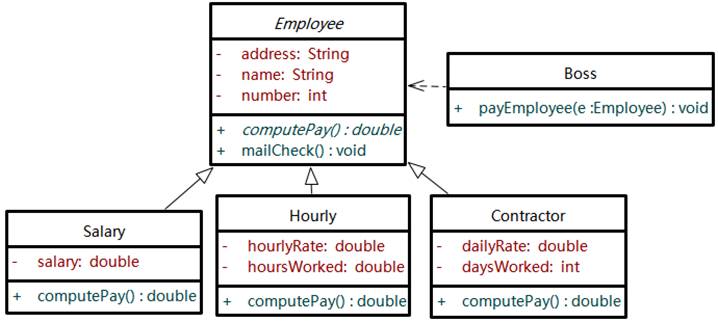 Employee
- address: String
- name: String
- number: int
+ computePay() : double
+ mailCheck() : void
Boss
+ payEmployee(e :Employee) : void
Salary
- salary: double
+ computePay() : double
Hourly
- hourlyRate: double
- hoursWorked: double
+ computePay() : double
Contractor
- dailyRate: double
- daysWorked: int
+ computePay() : double